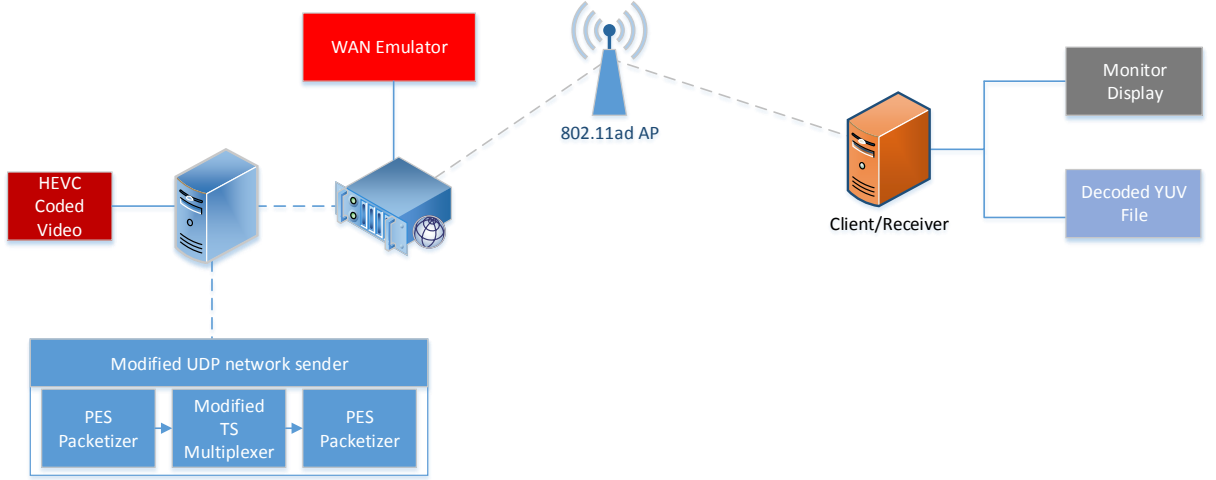 WAN Emulator
802.11ad AP
Monitor
Display
HEVC
Coded
Video
Client/Receiver
Decoded YUV
File
Modified UDP network sender
PES
Packetizer
Modified
TS
Multiplexer
PES
Packetizer